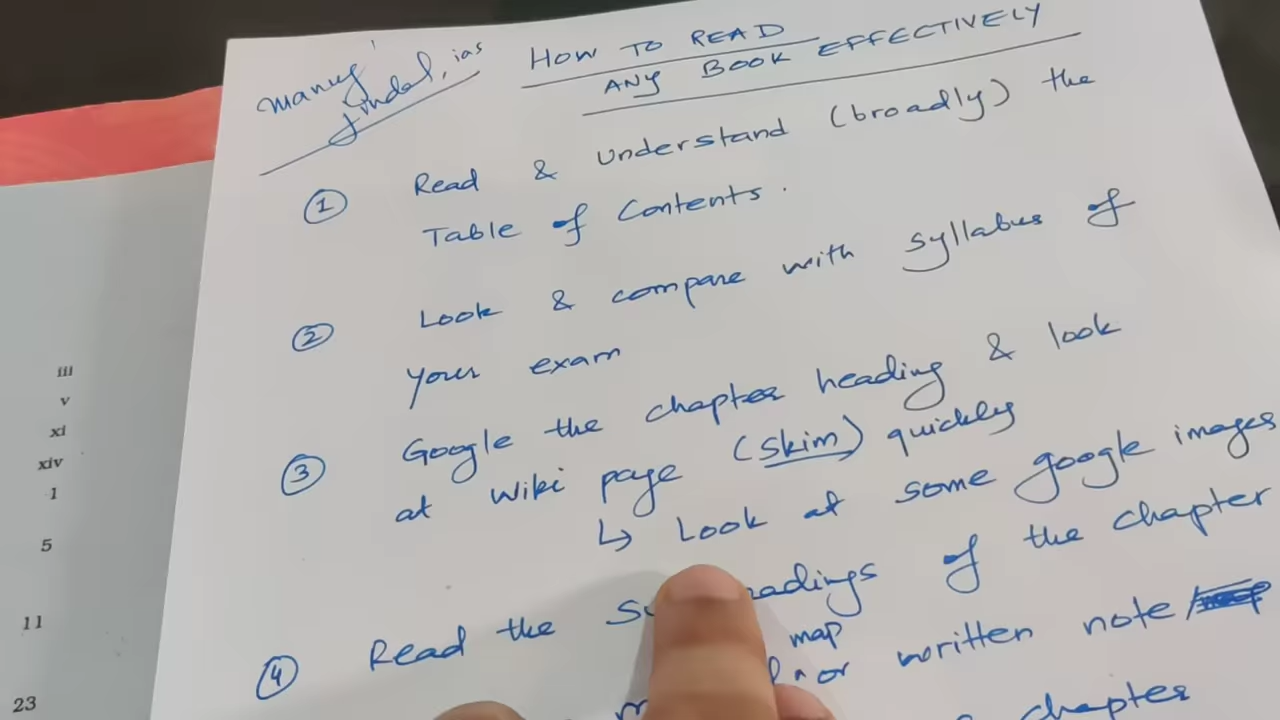 Manuj
Jindal, ias
HOW TO READ
ANY BOOK EFFECTIVELY
① Read & understand (broadly) the
Table of Contents.
② Look & compare with syllabus of
your exam
③ Google the chapter heading & look
at Wiki page (skim) quickly
↳ Look at some google images
④ Read the of the chapter
map
or written note/
chapter
iii
v
xi
xiv
1
5
11
23